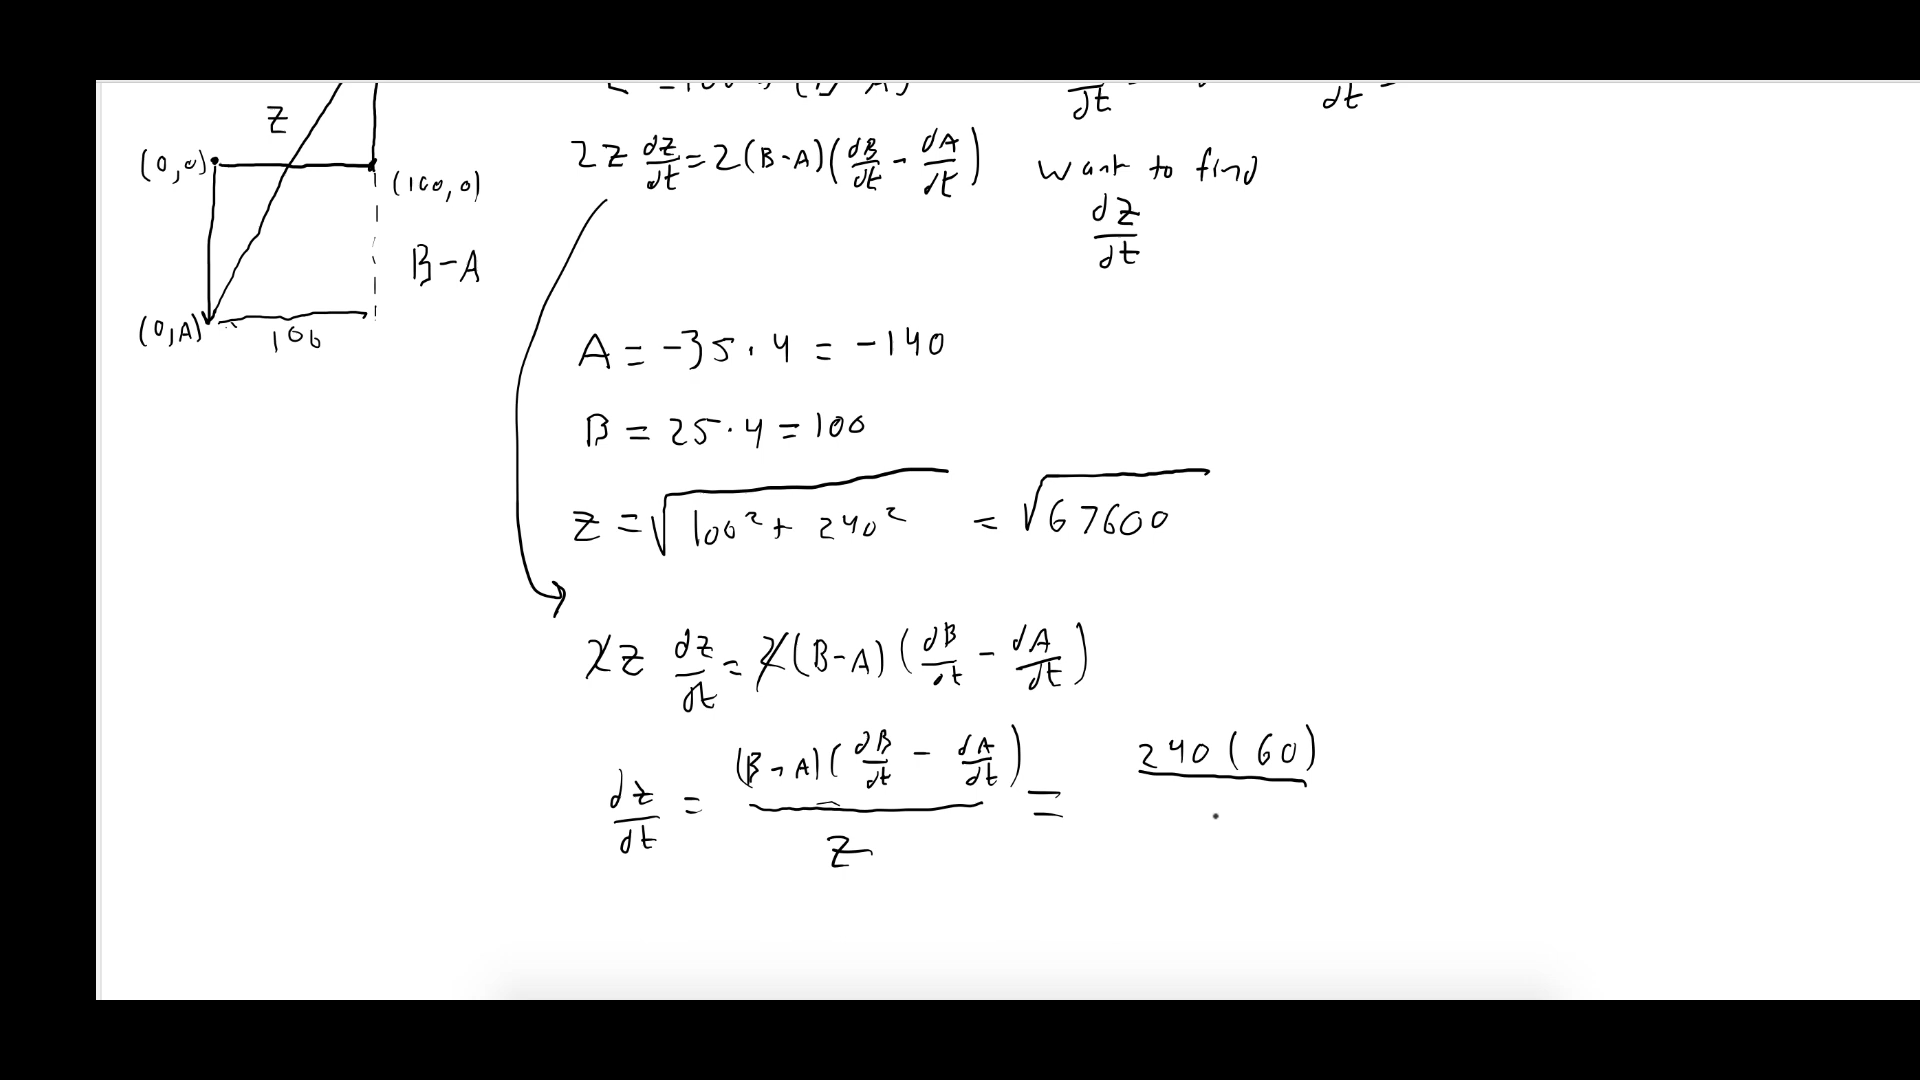 Z
(0,0)
(100,0)
B-A
(0,A)
100
2z dz/dt = 2(B-A)(dB/dt - dA/dt)
want to find
dz/dt
A = -35·4 = -140
B = 25·4 = 100
z = √100² + 240² = √67600
2z dz/dt = 2(B-A)(dB/dt - dA/dt)
dz/dt = (B-A)(dB/dt - dA/dt)/z = 240(60)